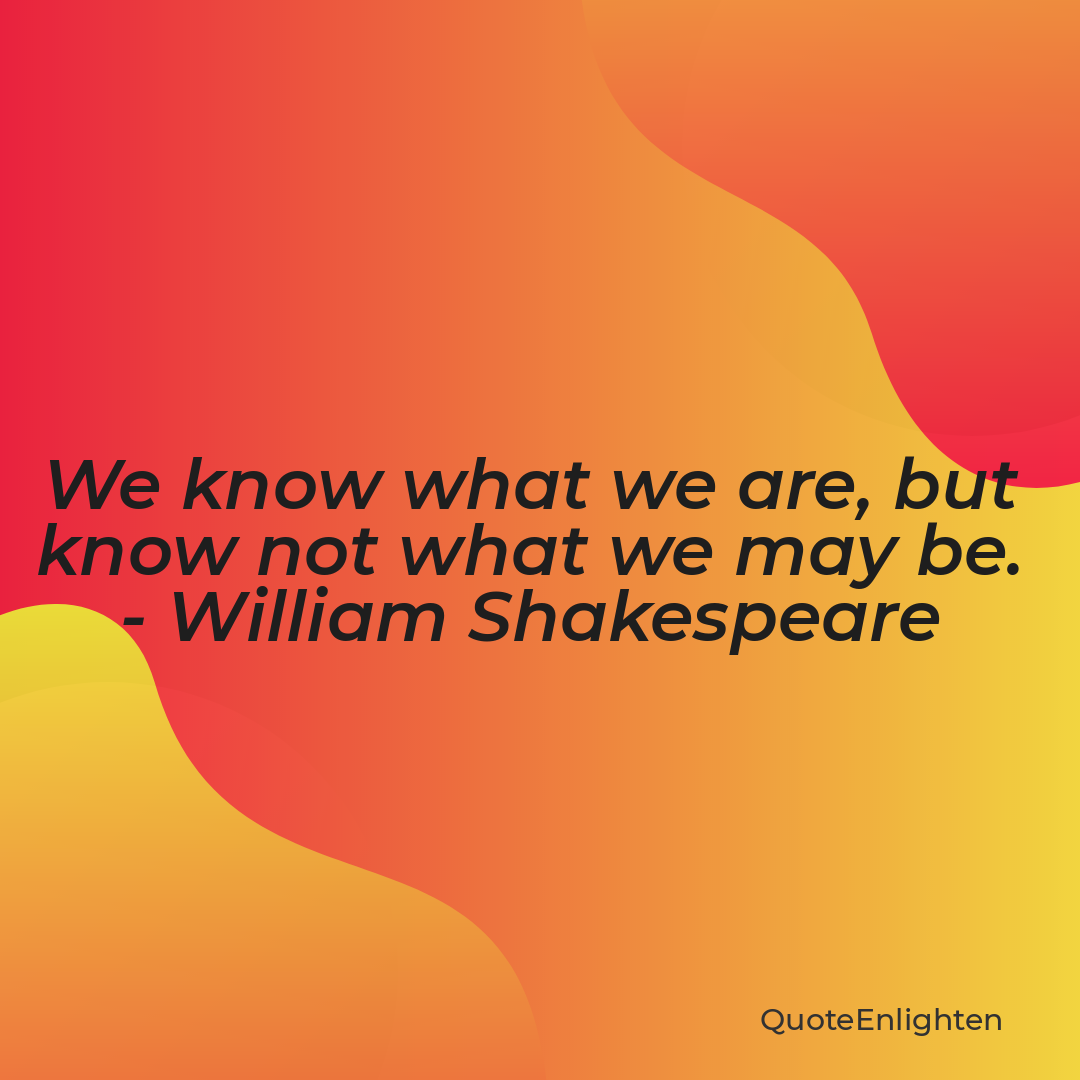 We know what we are, but
know not what we may be.
- William Shakespeare
QuoteEnlighten